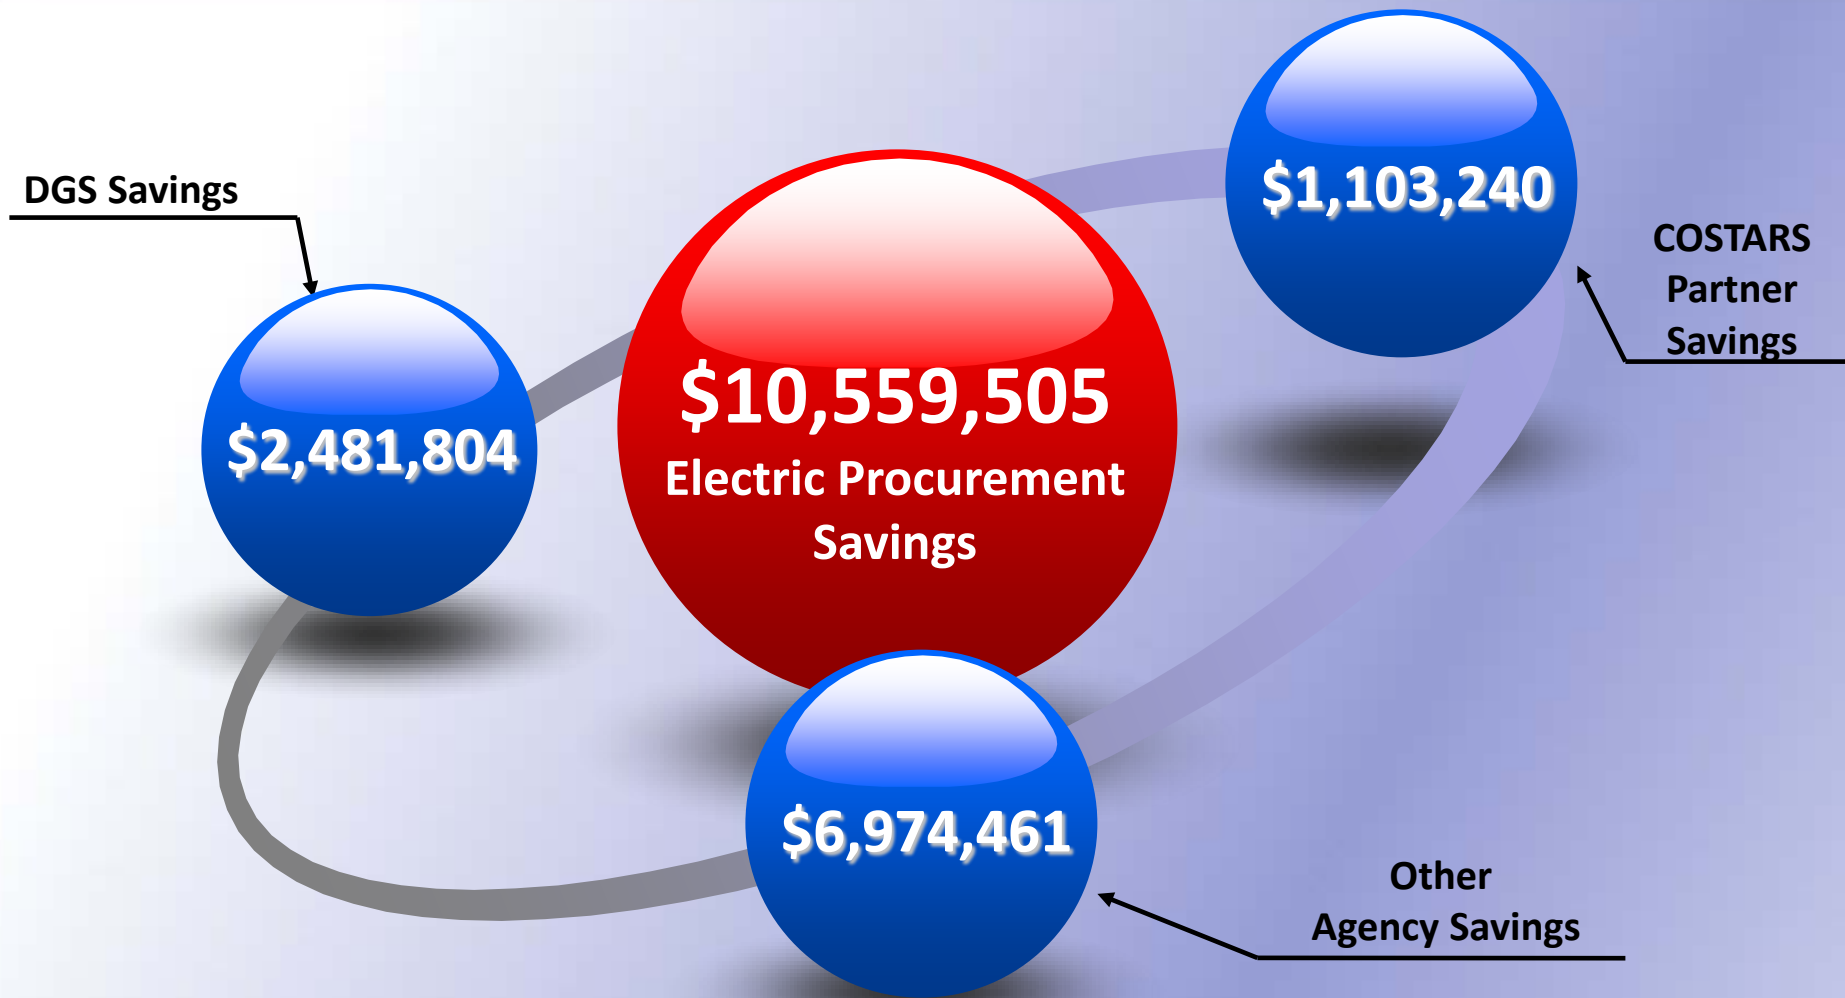 $1,103,240
DGS Savings
COSTARS
Partner
Savings
$10,559,505
Electric Procurement
Savings
$2,481,804
$6,974,461
Other
Agency Savings